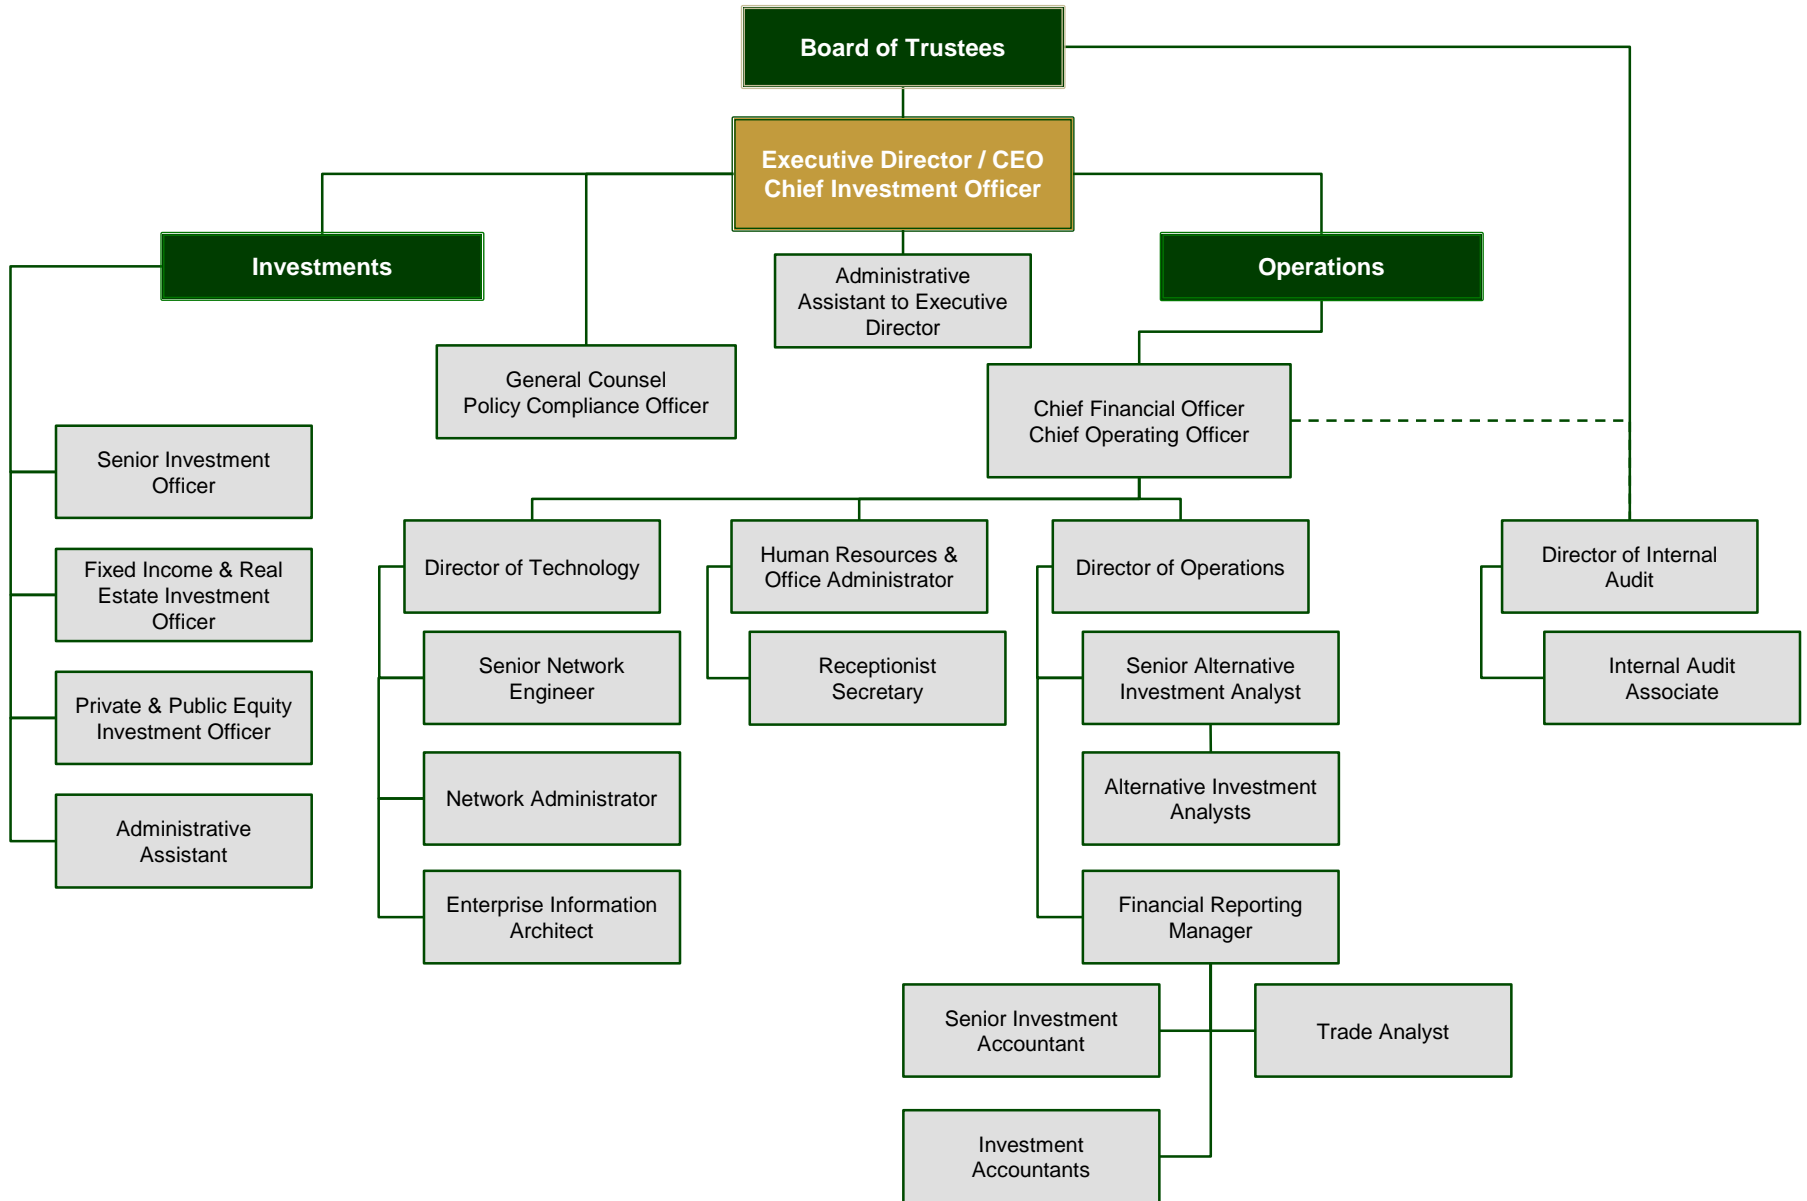 Board of Trustees
Executive Director / CEO
Chief Investment Officer
Investments
Operations
Administrative
Assistant to Executive
Director
General Counsel
Policy Compliance Officer
Chief Financial Officer
Chief Operating Officer
Senior Investment
Officer
Fixed Income & Real
Estate Investment
Officer
Private & Public Equity
Investment Officer
Administrative
Assistant
Director of Technology
Senior Network
Engineer
Network Administrator
Enterprise Information
Architect
Human Resources &
Office Administrator
Receptionist
Secretary
Director of Operations
Senior Alternative
Investment Analyst
Alternative Investment
Analysts
Financial Reporting
Manager
Senior Investment
Accountant
Trade Analyst
Investment
Accountants
Director of Internal
Audit
Internal Audit
Associate